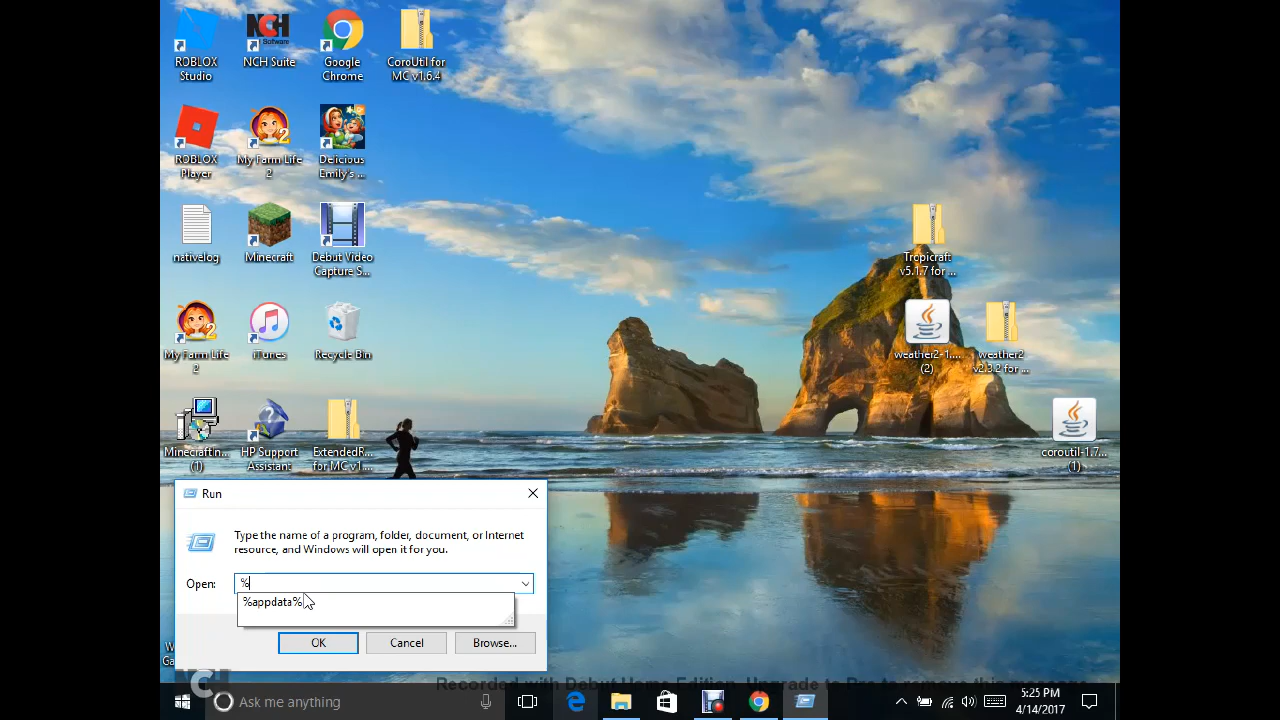 ROBLOX
Studio
NCH Suite
Google
Chrome
CoroUtil for
MC v1.6.4
NCH
Software
ROBLOX
Player
My Farm Life
2
Delicious
Emily's ...
nativelog
Minecraft
Debut Video
Capture S...
Tropicraft
v5.1.7 for ...
My Farm Life
2
iTunes
Recycle Bin
weather2-1....
(2)
weather2
v2.3.2 for ...
Minecraftin...
(1)
HP Support
Assistant
ExtendedR...
for MC v1....
coroutil-1.7...
(1)
Run
Type the name of a program, folder, document, or Internet
resource, and Windows will open it for you.
Open:
%
%appdata%
OK
Cancel
Browse...
NCH
Recorded with Debut Home Edition. Upgrade to Pro to remove this message.
Ask me anything
5:25 PM
4/14/2017